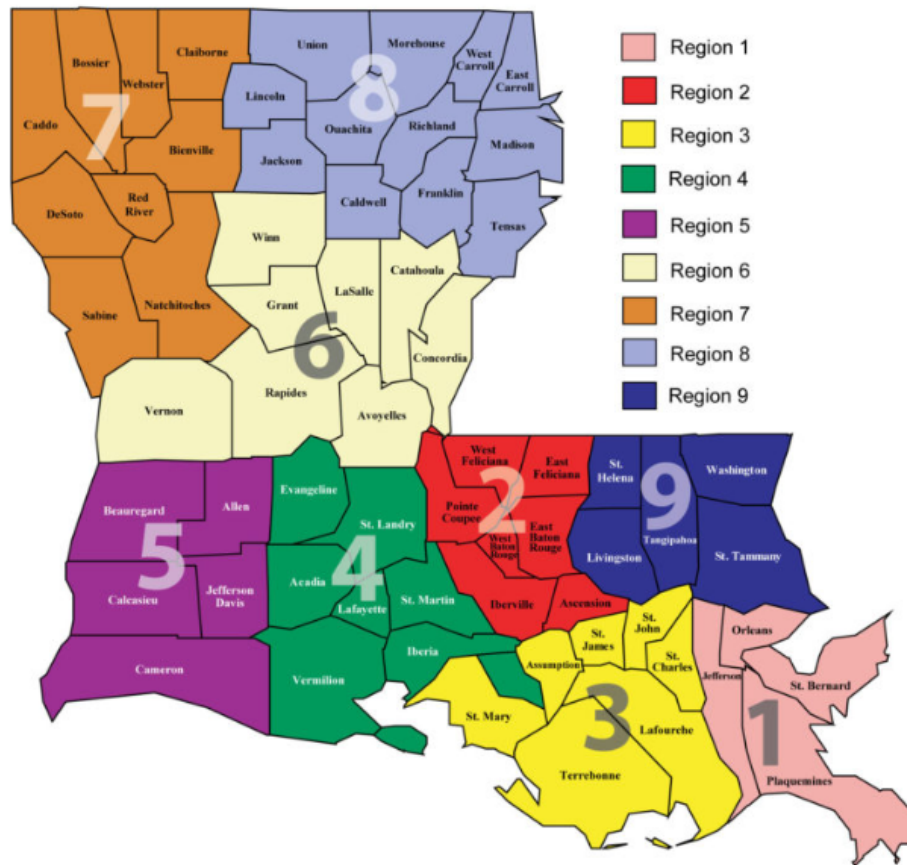 Union
Morehouse
West
Carroll
East
Carroll
Claiborne
Bossier
Webster
Lincoln
8
Caddo
7
Ouachita
Richland
Madison
Bienville
Jackson
Franklin
Caldwell
Red
River
DeSoto
Tensas
Winn
Catahoula
LaSalle
Grant
Natchitoches
Sabine
6
Concordia
Rapides
Vernon
Avoyelles
West
Feliciana
East
Feliciana
St.
Helena
Washington
Evangeline
2
9
Beauregard
Allen
Pointe
Coupee
St. Landry
East
Baton
Rouge
West
Baton
Rouge
Tangipahoa
5
4
Livingston
St. Tammany
Acadia
Calcasieu
Jefferson
Davis
Lafayette
St. Martin
Iberville
Ascension
St.
James
St.
John
Orleans
Iberia
Assumption
St.
Charles
Jefferson
Cameron
Vermilion
St. Bernard
St. Mary
3
Lafourche
1
Terrebonne
Plaquemines
Region 1
Region 2
Region 3
Region 4
Region 5
Region 6
Region 7
Region 8
Region 9